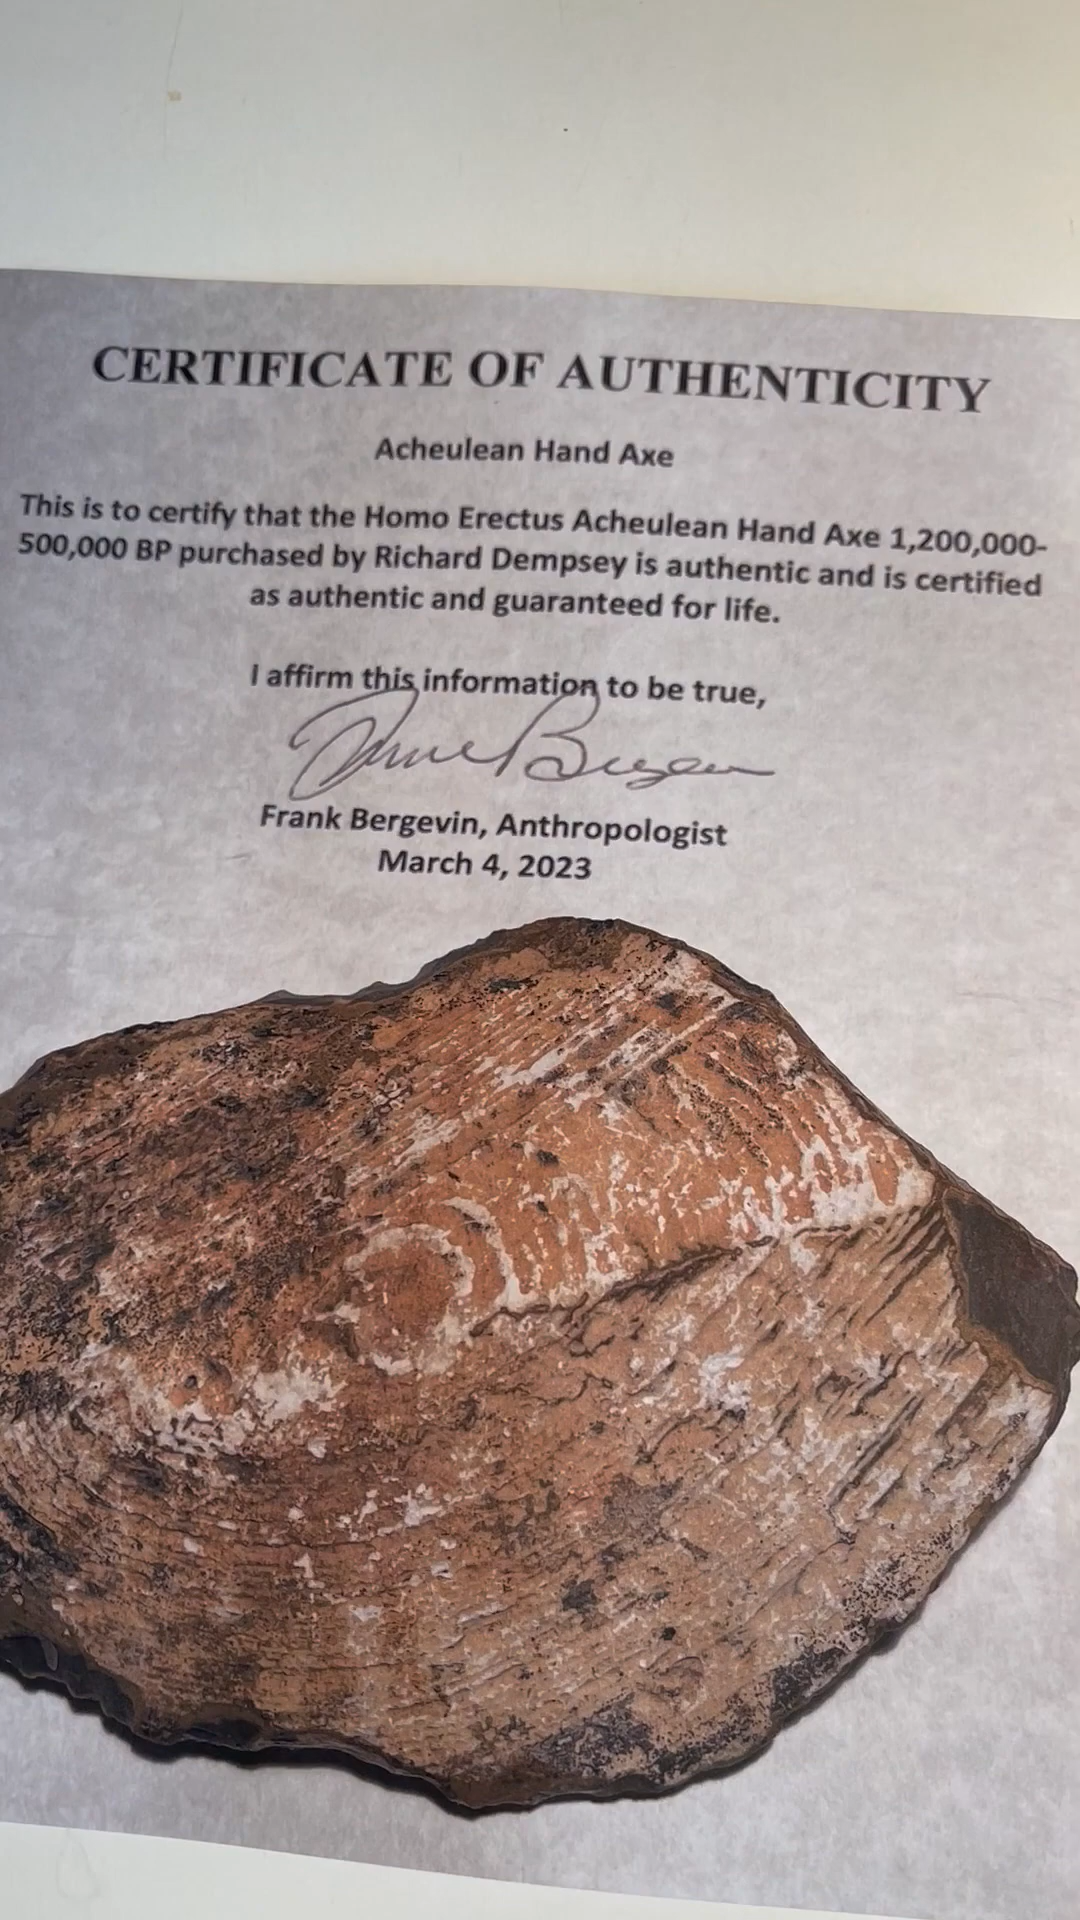 CERTIFICATE OF AUTHENTICITY
Acheulean Hand Axe
This is to certify that the Homo Erectus Acheulean Hand Axe 1,200,000-
500,000 BP purchased by Richard Dempsey is authentic and is certified
as authentic and guaranteed for life.
I affirm this information to be true,
Frank Bergevin, Anthropologist
March 4, 2023